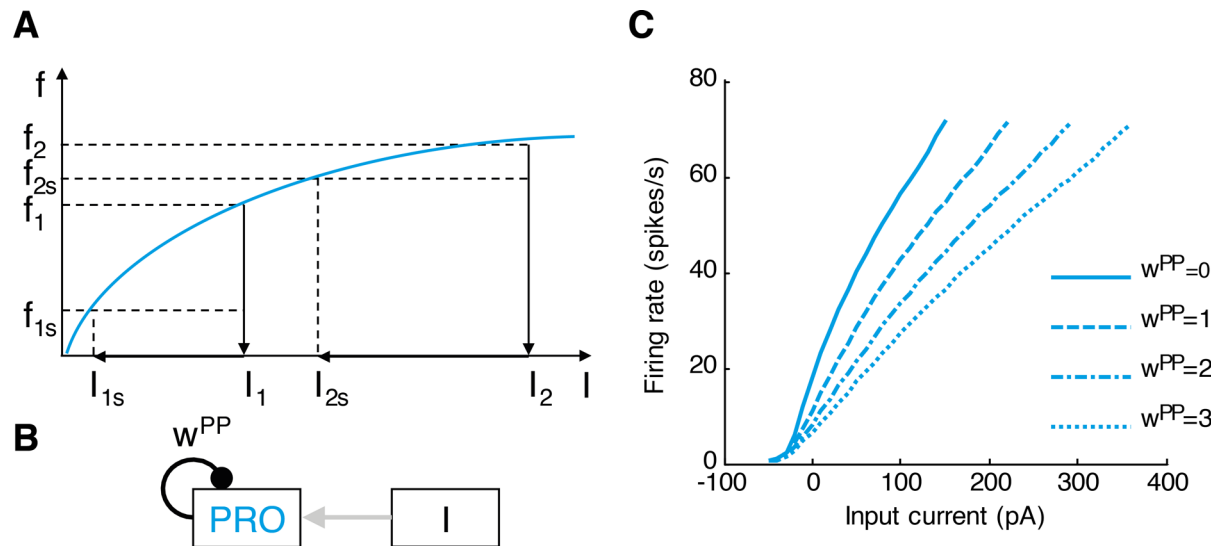 A
f
f2
f2s
f1
f1s
I1s
I1
I2s
I2
I
B
wPP
PRO
I
C
Firing rate (spikes/s)
80
60
40
20
0
-100
0
100
200
300
400
Input current (pA)
wPP=0
wPP=1
wPP=2
wPP=3